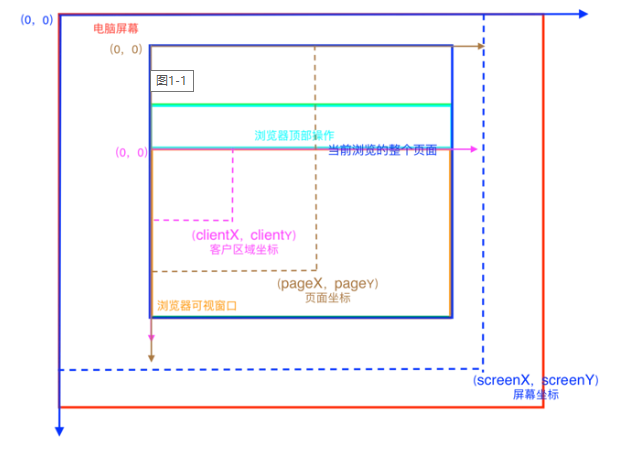 (0, 0)
电脑屏幕
(0, 0)
图1-1
浏览器顶部操作
(0, 0)
当前浏览的整个页面
(clientX, clientY)
客户区域坐标
(pageX, pageY)
页面坐标
浏览器可视窗口
(screenX, screenY)
屏幕坐标